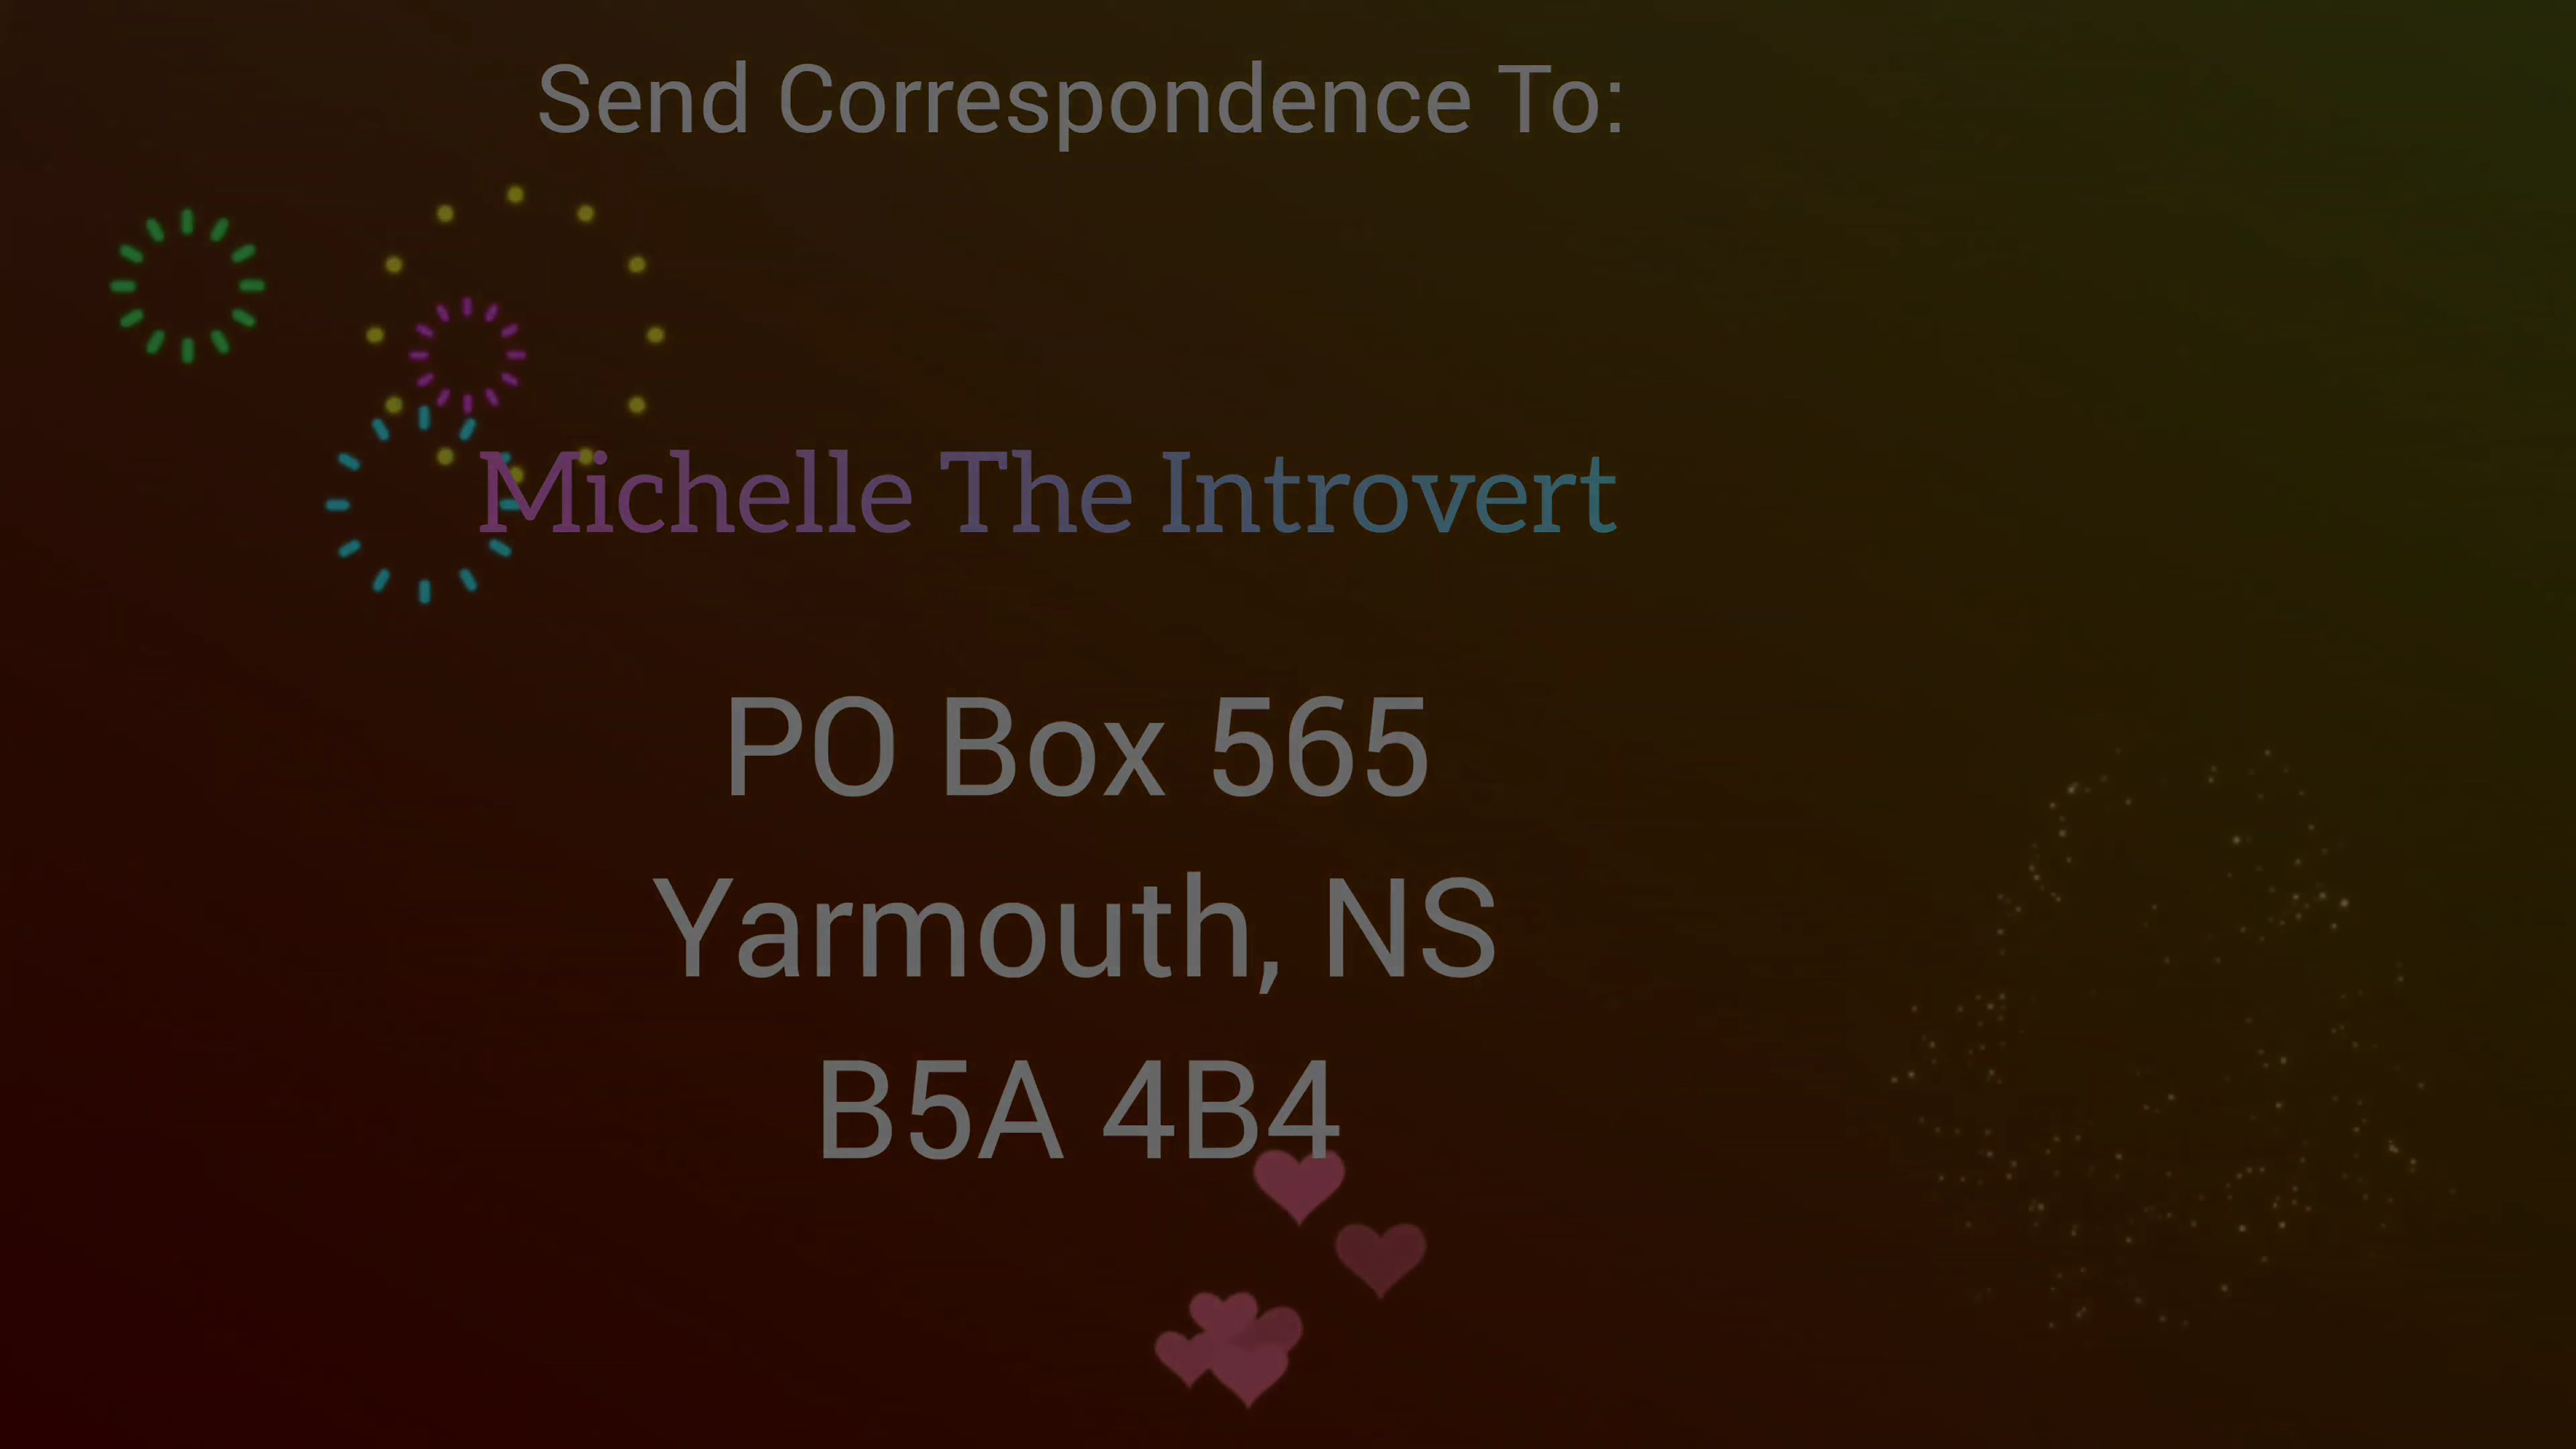 Send Correspondence To:
Michelle The Introvert
PO Box 565
Yarmouth, NS
B5A 4B4